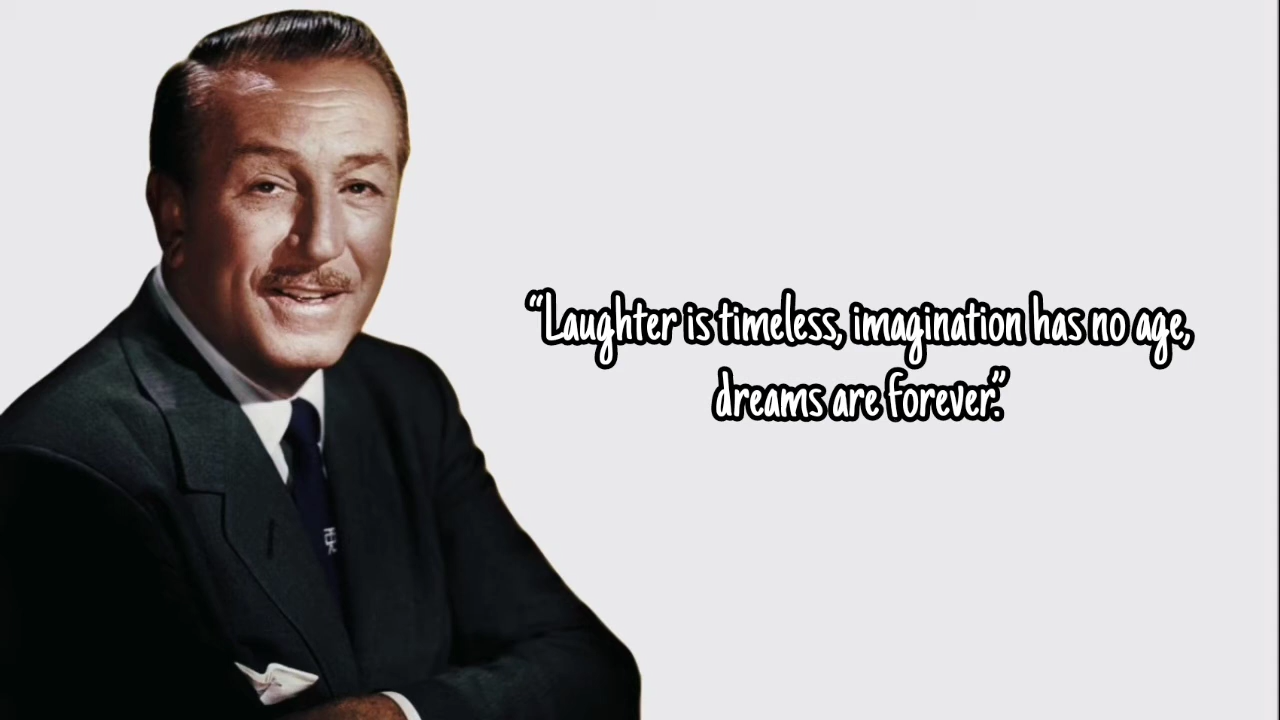 “Laughter is timeless, imagination has no age,
dreams are forever.”